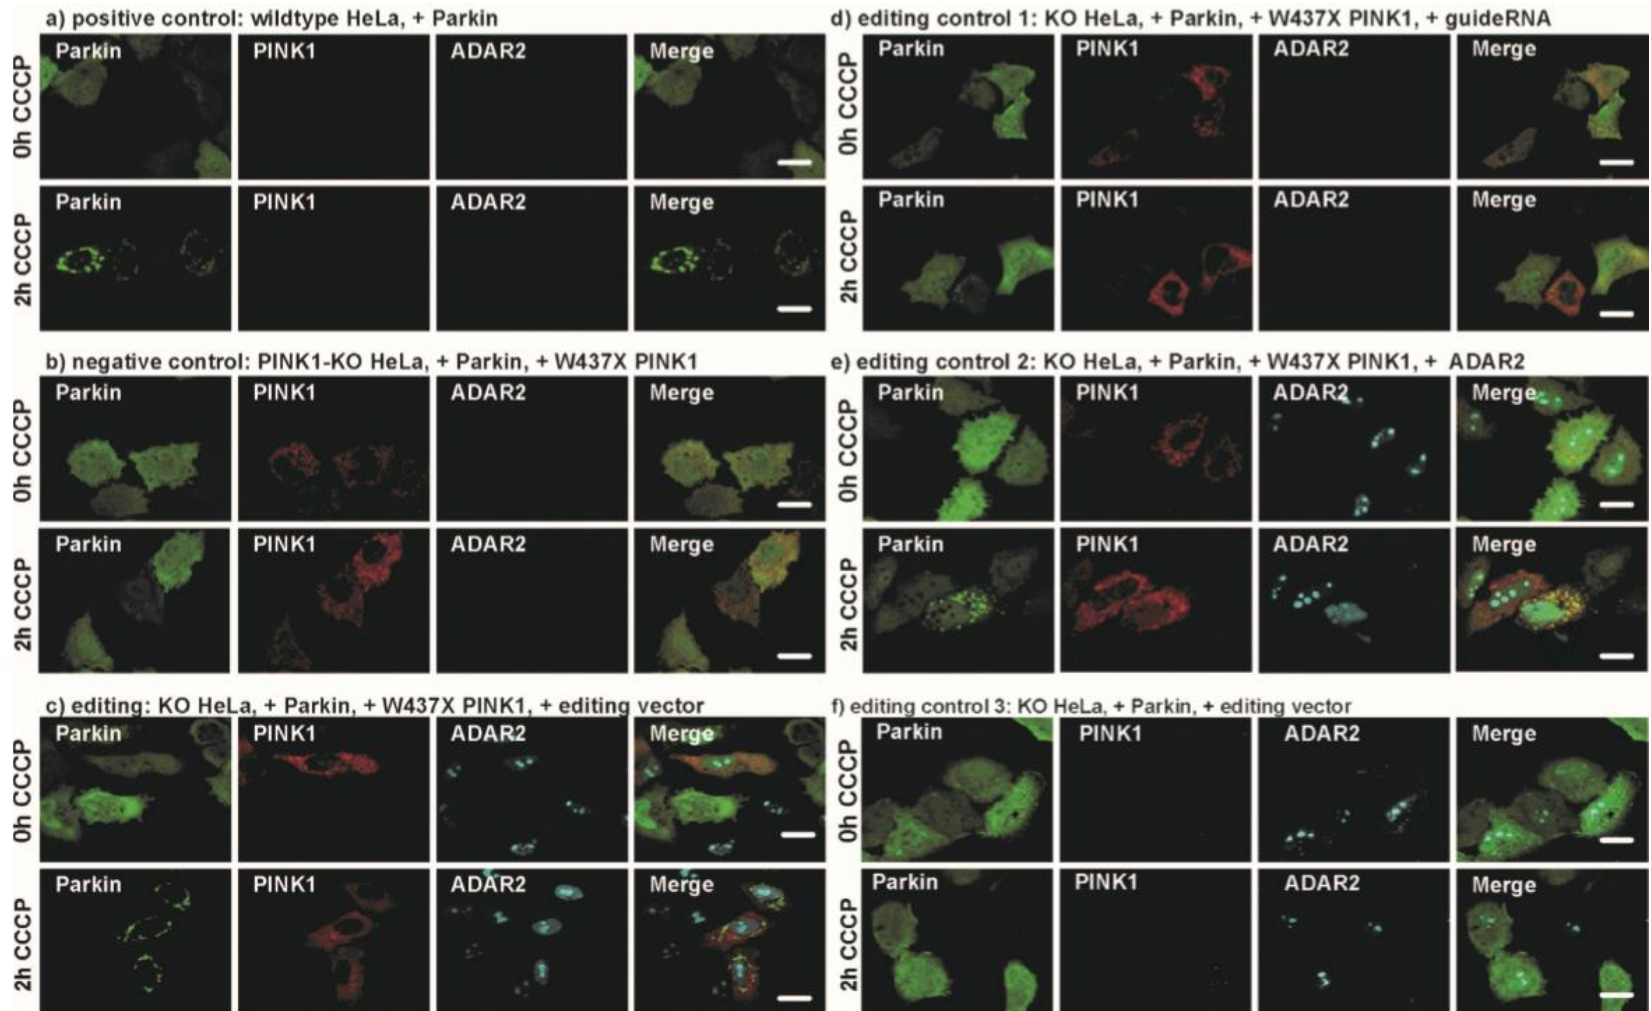 a) positive control: wildtype HeLa, + Parkin
0h CCCP
Parkin PINK1 ADAR2 Merge
2h CCCP
Parkin PINK1 ADAR2 Merge
b) negative control: PINK1-KO HeLa, + Parkin, + W437X PINK1
0h CCCP
Parkin PINK1 ADAR2 Merge
2h CCCP
Parkin PINK1 ADAR2 Merge
c) editing: KO HeLa, + Parkin, + W437X PINK1, + editing vector
0h CCCP
Parkin PINK1 ADAR2 Merge
2h CCCP
Parkin PINK1 ADAR2 Merge
d) editing control 1: KO HeLa, + Parkin, + W437X PINK1, + guideRNA
0h CCCP
Parkin PINK1 ADAR2 Merge
2h CCCP
Parkin PINK1 ADAR2 Merge
e) editing control 2: KO HeLa, + Parkin, + W437X PINK1, + ADAR2
0h CCCP
Parkin PINK1 ADAR2 Merge
2h CCCP
Parkin PINK1 ADAR2 Merge
f) editing control 3: KO HeLa, + Parkin, + editing vector
0h CCCP
Parkin PINK1 ADAR2 Merge
2h CCCP
Parkin PINK1 ADAR2 Merge